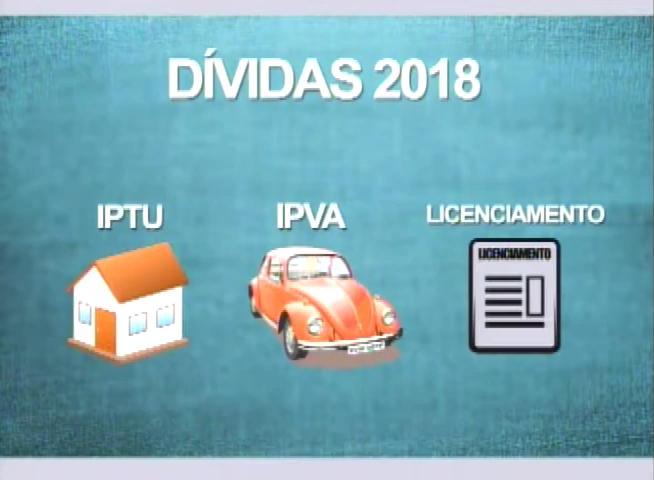 DÍVIDAS 2018
IPTU
IPVA
LICENCIAMENTO
LICENCIAMENTO